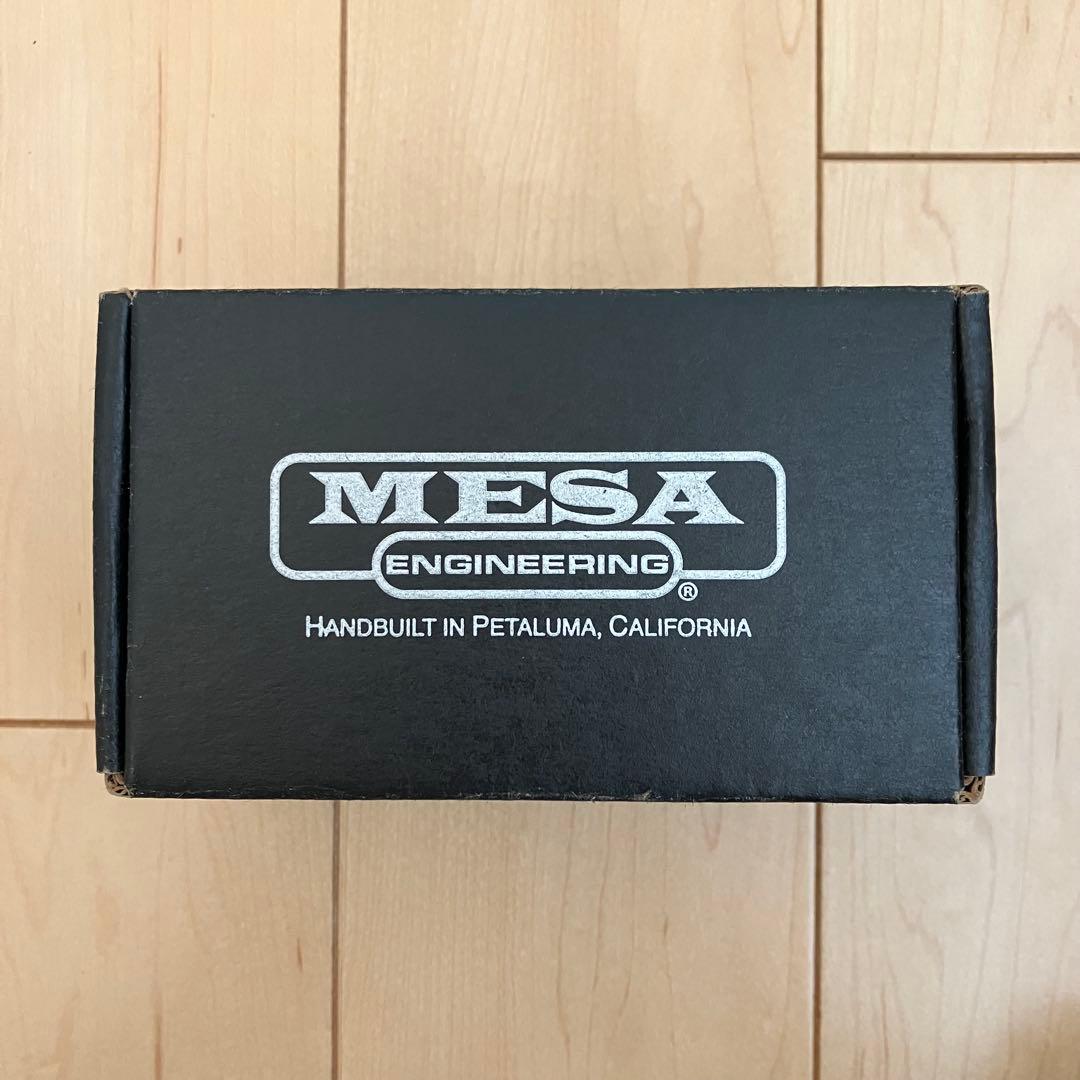 MESA
ENGINEERING®
HANDBUILT IN PETALUMA, CALIFORNIA